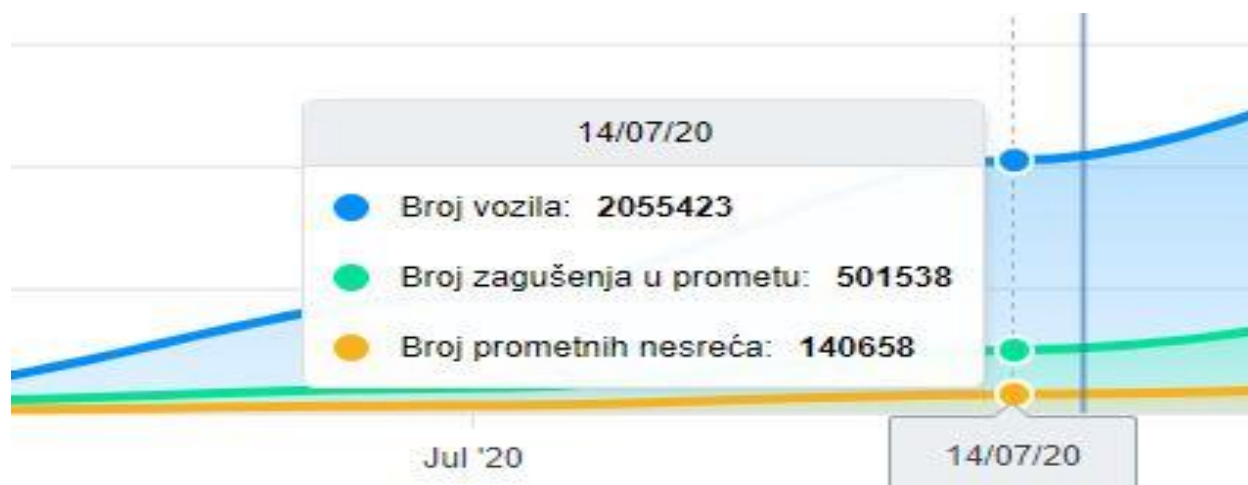 14/07/20
Broj vozila: 2055423
Broj zagušenja u prometu: 501538
Broj prometnih nesreća: 140658
Jul '20
14/07/20